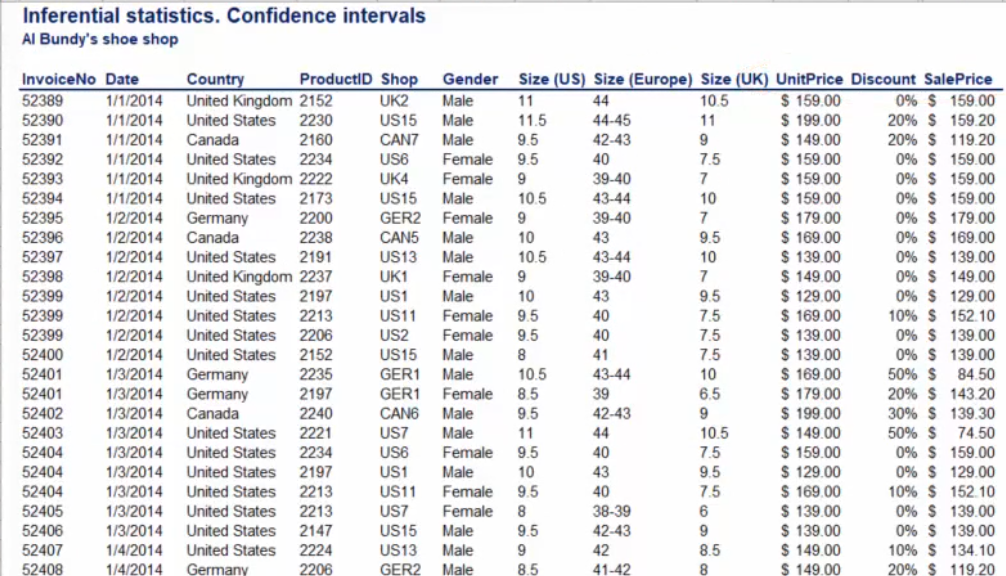 Inferential statistics. Confidence intervals
Al Bundy's shoe shop
InvoiceNo Date Country ProductID Shop Gender Size (US) Size (Europe) Size (UK) UnitPrice Discount SalePrice
52389 1/1/2014 United Kingdom 2152 UK2 Male 11 44 10.5 $ 159.00 0% $ 159.00
52390 1/1/2014 United States 2230 US15 Male 11.5 44-45 11 $ 199.00 20% $ 159.20
52391 1/1/2014 Canada 2160 CAN7 Male 9.5 42-43 9 $ 149.00 20% $ 119.20
52392 1/1/2014 United States 2234 US6 Female 9.5 40 7.5 $ 159.00 0% $ 159.00
52393 1/1/2014 United Kingdom 2222 UK4 Female 9 39-40 7 $ 159.00 0% $ 159.00
52394 1/1/2014 United States 2173 US15 Male 10.5 43-44 10 $ 159.00 0% $ 159.00
52395 1/2/2014 Germany 2200 GER2 Female 9 39-40 7 $ 179.00 0% $ 179.00
52396 1/2/2014 Canada 2238 CAN5 Male 10 43 9.5 $ 169.00 0% $ 169.00
52397 1/2/2014 United States 2191 US13 Male 10.5 43-44 10 $ 139.00 0% $ 139.00
52398 1/2/2014 United Kingdom 2237 UK1 Female 9 39-40 7 $ 149.00 0% $ 149.00
52399 1/2/2014 United States 2197 US1 Male 10 43 9.5 $ 129.00 0% $ 129.00
52399 1/2/2014 United States 2213 US11 Female 9.5 40 7.5 $ 169.00 10% $ 152.10
52399 1/2/2014 United States 2206 US2 Female 9.5 40 7.5 $ 139.00 0% $ 139.00
52400 1/2/2014 United States 2152 US15 Male 8 41 7.5 $ 139.00 0% $ 139.00
52401 1/3/2014 Germany 2235 GER1 Male 10.5 43-44 10 $ 169.00 50% $ 84.50
52401 1/3/2014 Germany 2197 GER1 Female 8.5 39 6.5 $ 179.00 20% $ 143.20
52402 1/3/2014 Canada 2240 CAN6 Male 9.5 42-43 9 $ 199.00 30% $ 139.30
52403 1/3/2014 United States 2221 US7 Male 11 44 10.5 $ 149.00 50% $ 74.50
52404 1/3/2014 United States 2234 US6 Female 9.5 40 7.5 $ 159.00 0% $ 159.00
52404 1/3/2014 United States 2197 US1 Male 10 43 9.5 $ 129.00 0% $ 129.00
52404 1/3/2014 United States 2213 US11 Female 9.5 40 7.5 $ 169.00 10% $ 152.10
52405 1/3/2014 United States 2213 US7 Female 8 38-39 6 $ 139.00 0% $ 139.00
52406 1/3/2014 United States 2147 US15 Male 9.5 42-43 9 $ 139.00 0% $ 139.00
52407 1/4/2014 United States 2224 US13 Male 9 42 8.5 $ 149.00 10% $ 134.10
52408 1/4/2014 Germany 2206 GER2 Male 8.5 41-42 8 $ 149.00 20% $ 119.20